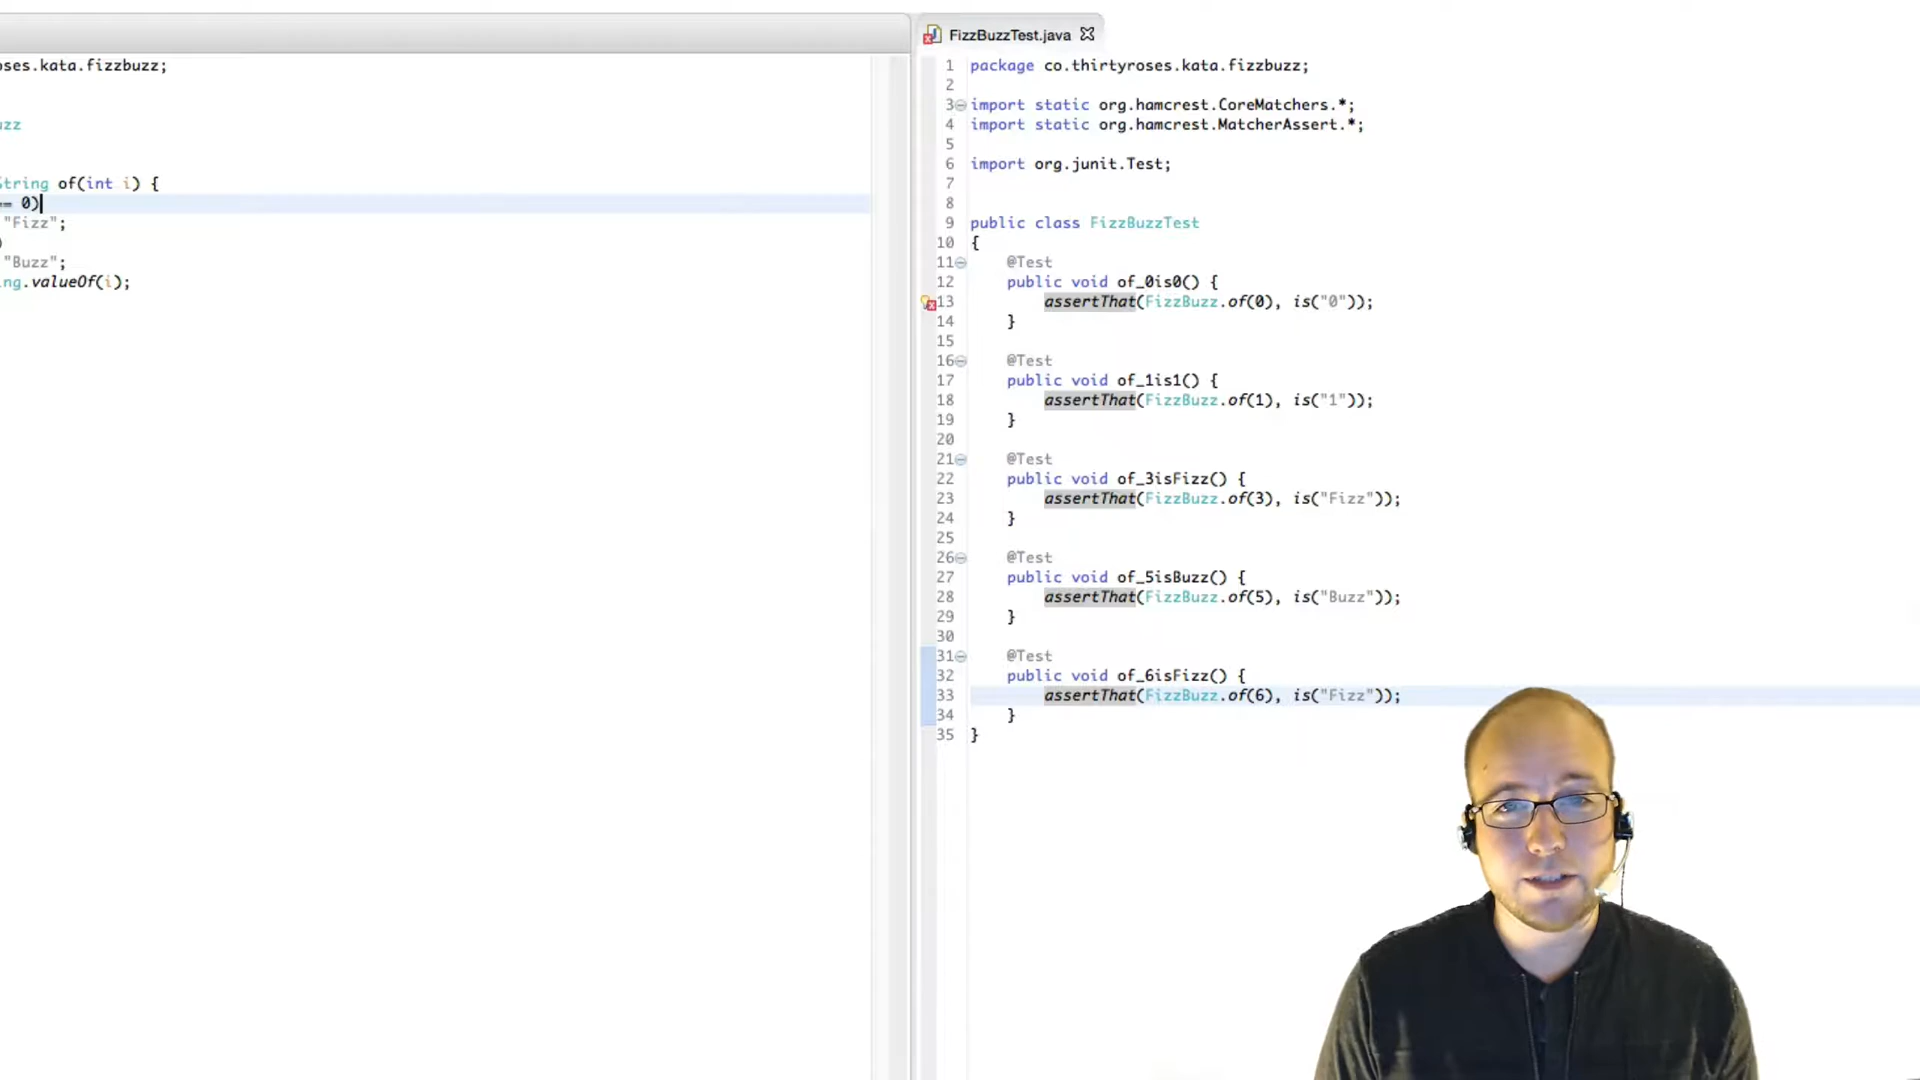 oses.kata.fizzbuzz;
uzz
String of(int i) {
== 0)
"Fizz";
)
"Buzz";
ng.valueOf(i);
FizzBuzzTest.java
1 package co.thirtyroses.kata.fizzbuzz;
2
3 import static org.hamcrest.CoreMatchers.*;
4 import static org.hamcrest.MatcherAssert.*;
5
6 import org.junit.Test;
7
8
9 public class FizzBuzzTest
10 {
11 @Test
12 public void of_0is0() {
13 assertThat(FizzBuzz.of(0), is("0"));
14 }
15
16 @Test
17 public void of_1is1() {
18 assertThat(FizzBuzz.of(1), is("1"));
19 }
20
21 @Test
22 public void of_3isFizz() {
23 assertThat(FizzBuzz.of(3), is("Fizz"));
24 }
25
26 @Test
27 public void of_5isBuzz() {
28 assertThat(FizzBuzz.of(5), is("Buzz"));
29 }
30
31 @Test
32 public void of_6isFizz() {
33 assertThat(FizzBuzz.of(6), is("Fizz"));
34 }
35 }